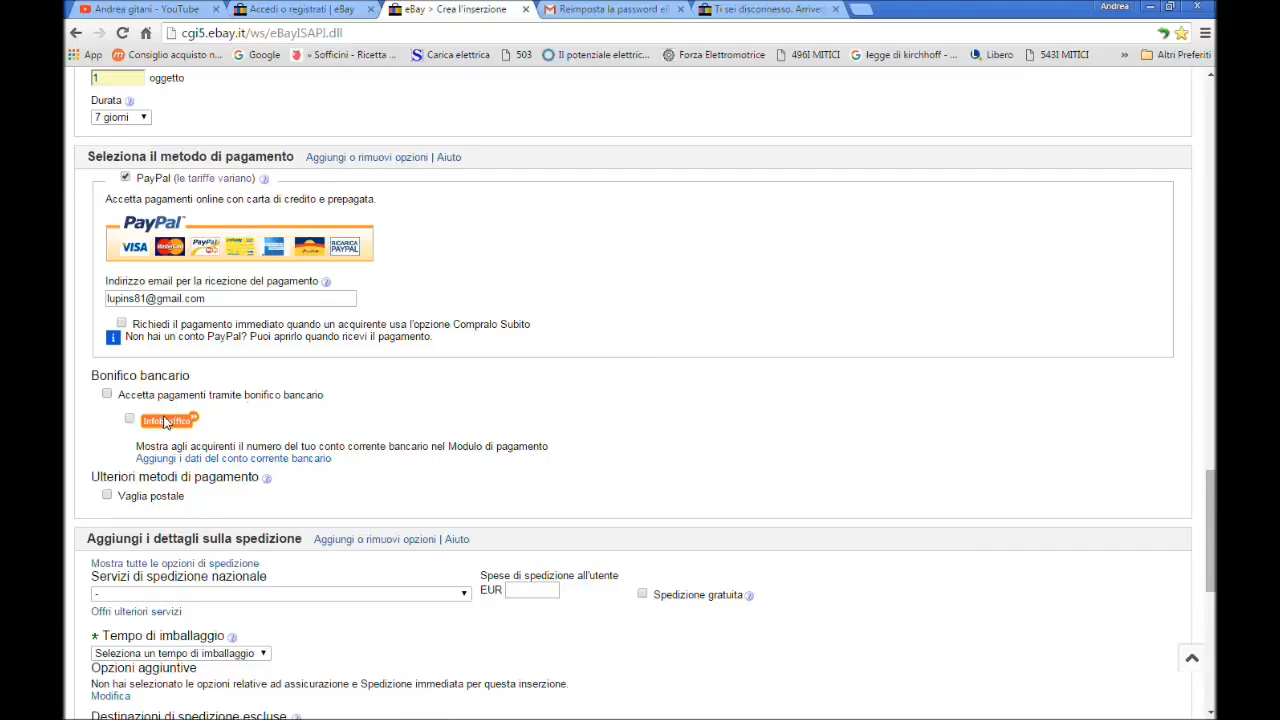 Andrea gitani - YouTube
Accedi o registrati | eBay
eBay > Crea l'inserzione
Reimposta la password ell
Ti sei disconnesso. Arrived
Andrea
cgi5.ebay.it/ws/eBayISAPI.dll
App
Consiglio acquisto n...
Google
» Sofficini - Ricetta ...
Carica elettrica
503
Il potenziale elettric...
Forza Elettromotrice
496I MITICI
legge di kirchhoff - ...
Libero
543I MITICI
»
Altri Preferiti
1 oggetto
Durata
7 giorni
Seleziona il metodo di pagamento Aggiungi o rimuovi opzioni | Aiuto
PayPal (le tariffe variano)
Accetta pagamenti online con carta di credito e prepagata.
PayPal
VISA MasterCard PayPal RICARICA PAYPAL
Indirizzo email per la ricezione del pagamento
lupins81@gmail.com
Richiedi il pagamento immediato quando un acquirente usa l'opzione Compralo Subito
Non hai un conto PayPal? Puoi aprirlo quando ricevi il pagamento.
Bonifico bancario
Accetta pagamenti tramite bonifico bancario
Mostra agli acquirenti il numero del tuo conto corrente bancario nel Modulo di pagamento
Aggiungi i dati del conto corrente bancario
Ulteriori metodi di pagamento
Vaglia postale
Aggiungi i dettagli sulla spedizione Aggiungi o rimuovi opzioni | Aiuto
Mostra tutte le opzioni di spedizione
Servizi di spedizione nazionale Spese di spedizione all'utente
- EUR Spedizione gratuita
Offri ulteriori servizi
* Tempo di imballaggio
Seleziona un tempo di imballaggio
Opzioni aggiuntive
Non hai selezionato le opzioni relative ad assicurazione e Spedizione immediata per questa inserzione.
Modifica
Destinazioni di spedizione escluse